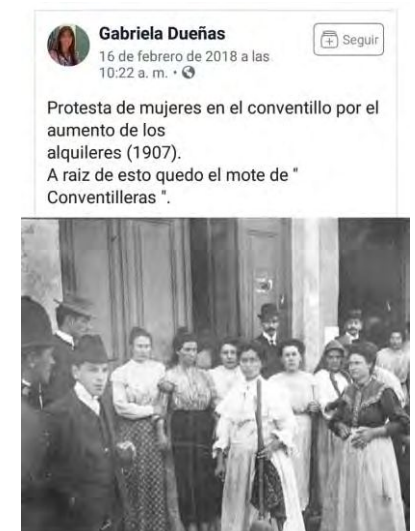 Gabriela Dueñas
Seguir
16 de febrero de 2018 a las
10:22 a. m. •
Protesta de mujeres en el conventillo por el
aumento de los
alquileres (1907).
A raiz de esto quedo el mote de "
Conventilleras ".